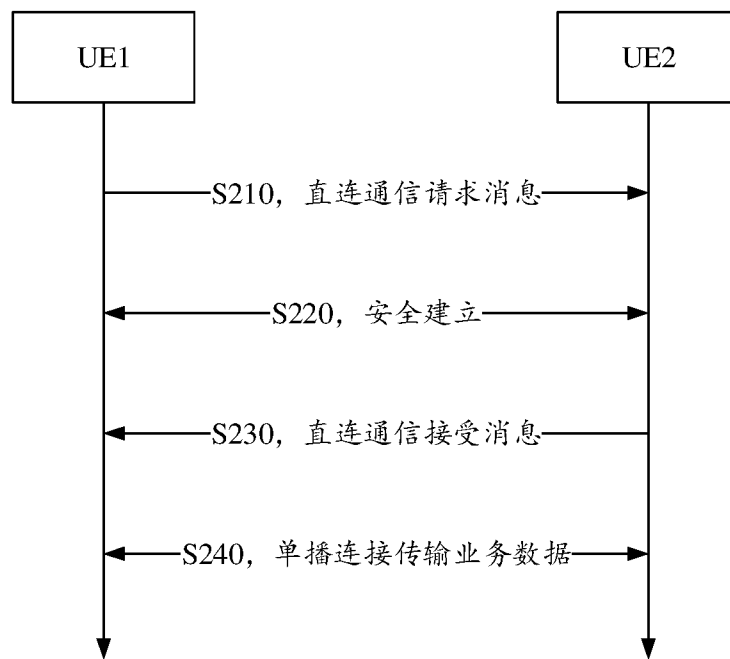 UE1
UE2
S210，直连通信请求消息
S220，安全建立
S230，直连通信接受消息
S240，单播连接传输业务数据